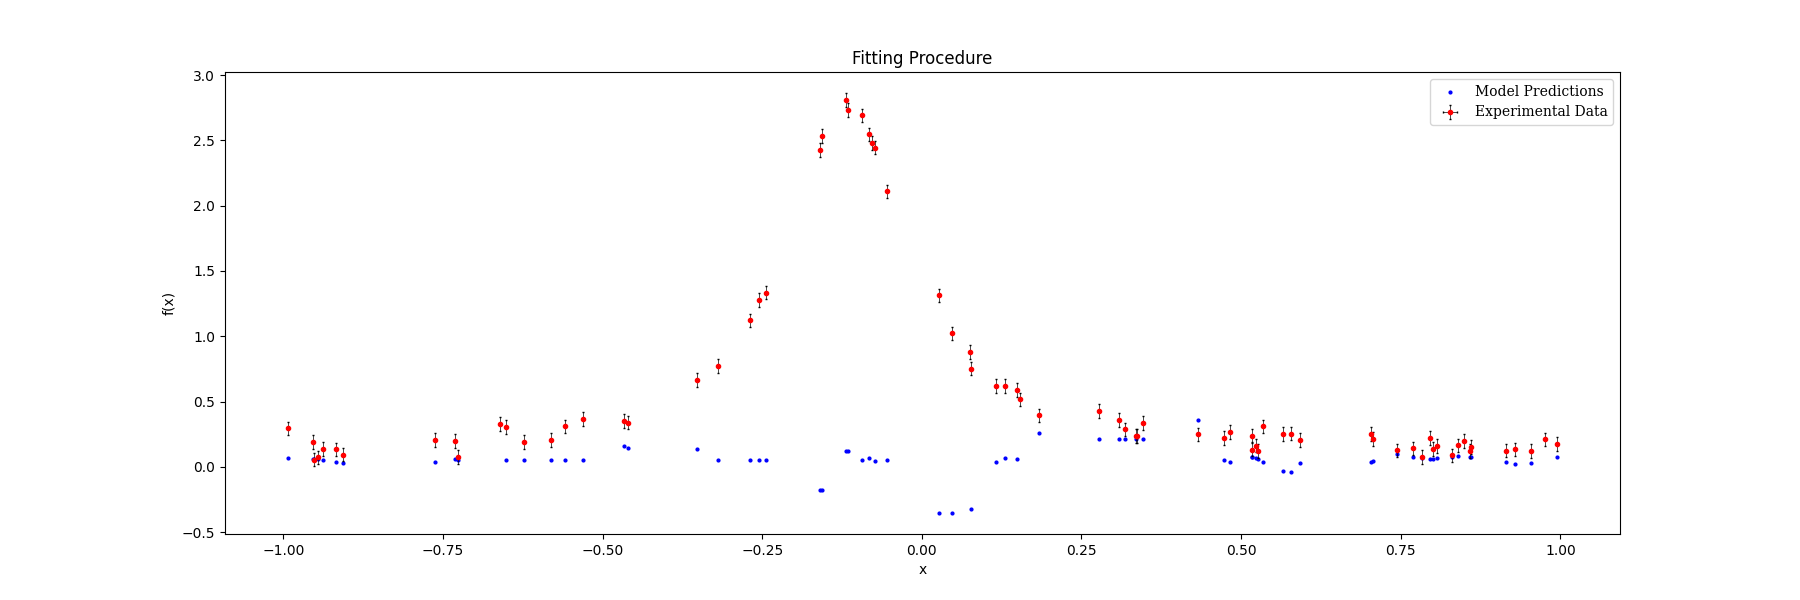 Fitting Procedure
3.0
2.5
2.0
1.5
1.0
0.5
0.0
−0.5
f(x)
Model Predictions
Experimental Data
−1.00 −0.75 −0.50 −0.25 0.00 0.25 0.50 0.75 1.00
x